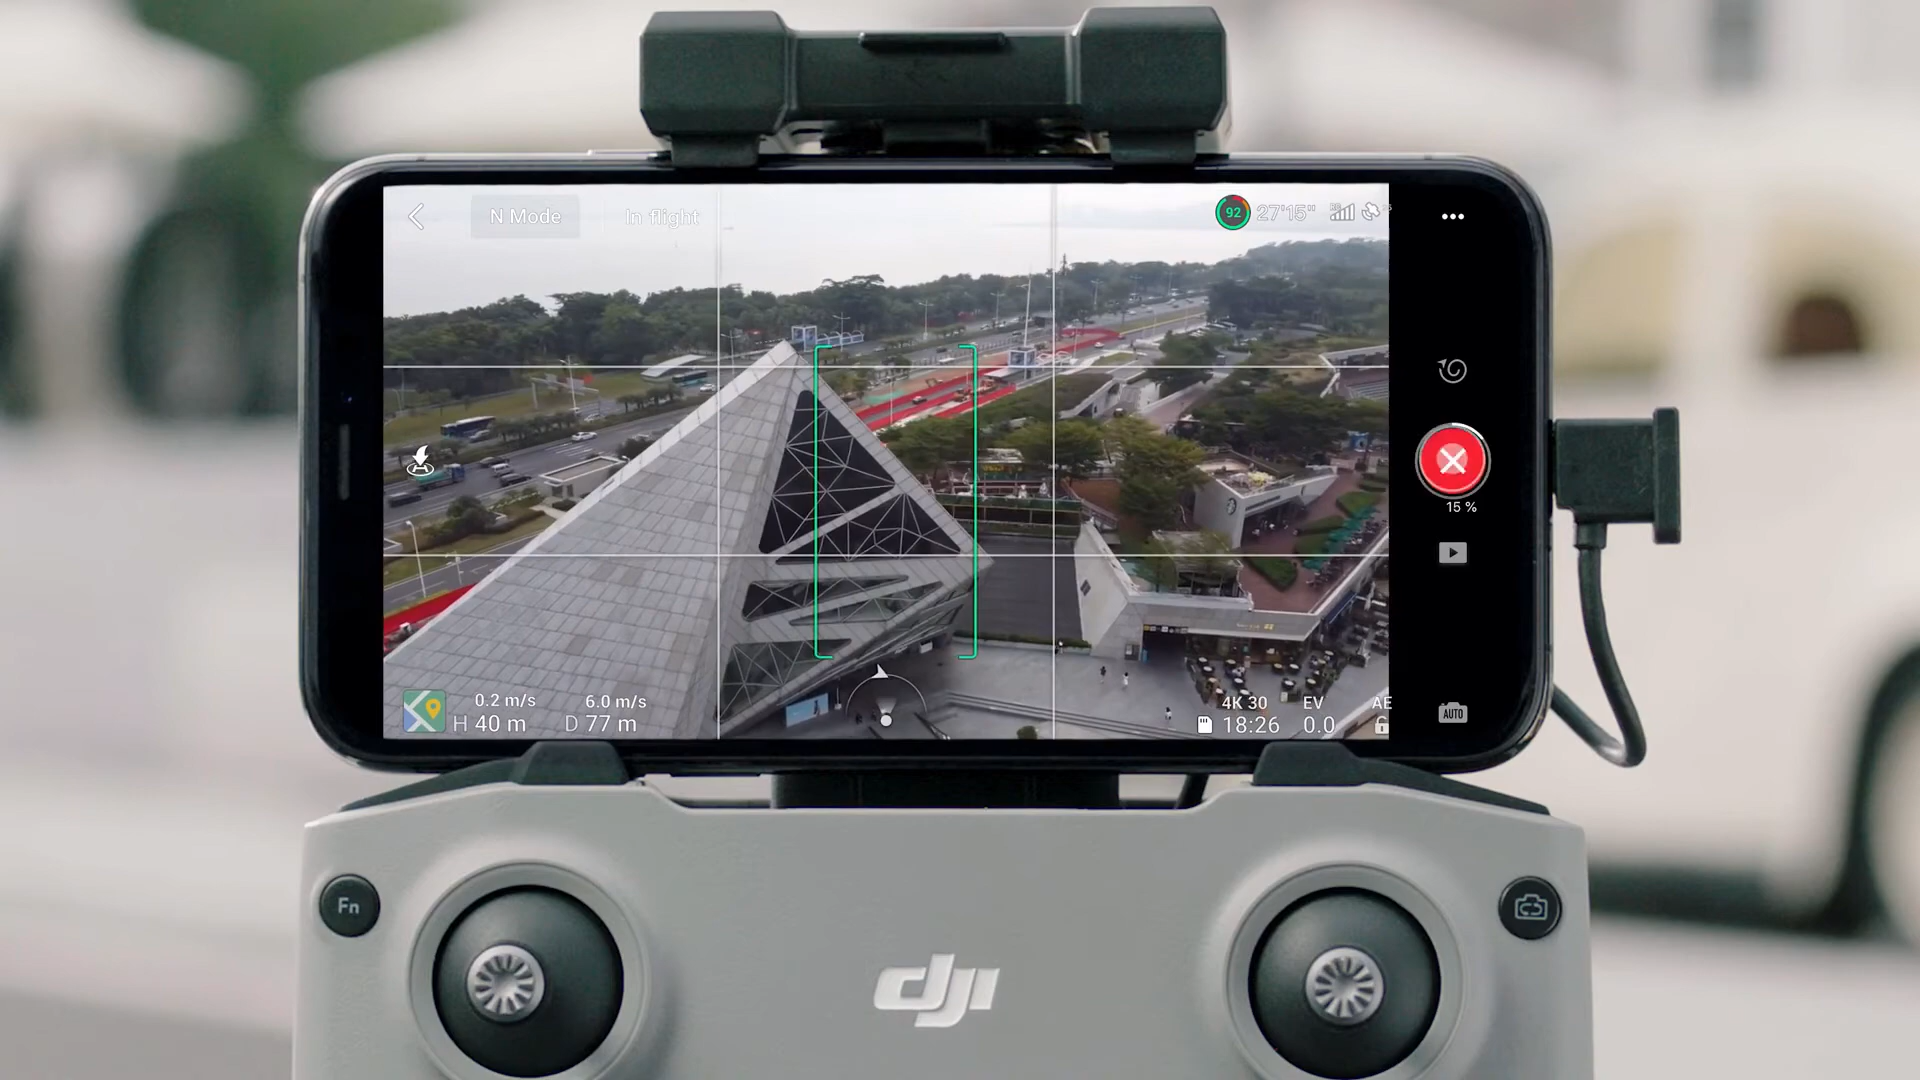 N Mode
In flight
92
27'15"
15 %
0.2 m/s
6.0 m/s
H 40 m
D 77 m
4K 30
EV
AE
18:26
0.0
AUTO
Fn
dji